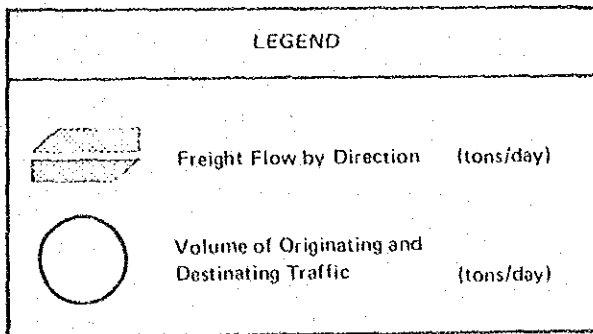 LEGEND
Freight Flow by Direction (tons/day)
Volume of Originating and
Destinating Traffic (tons/day)